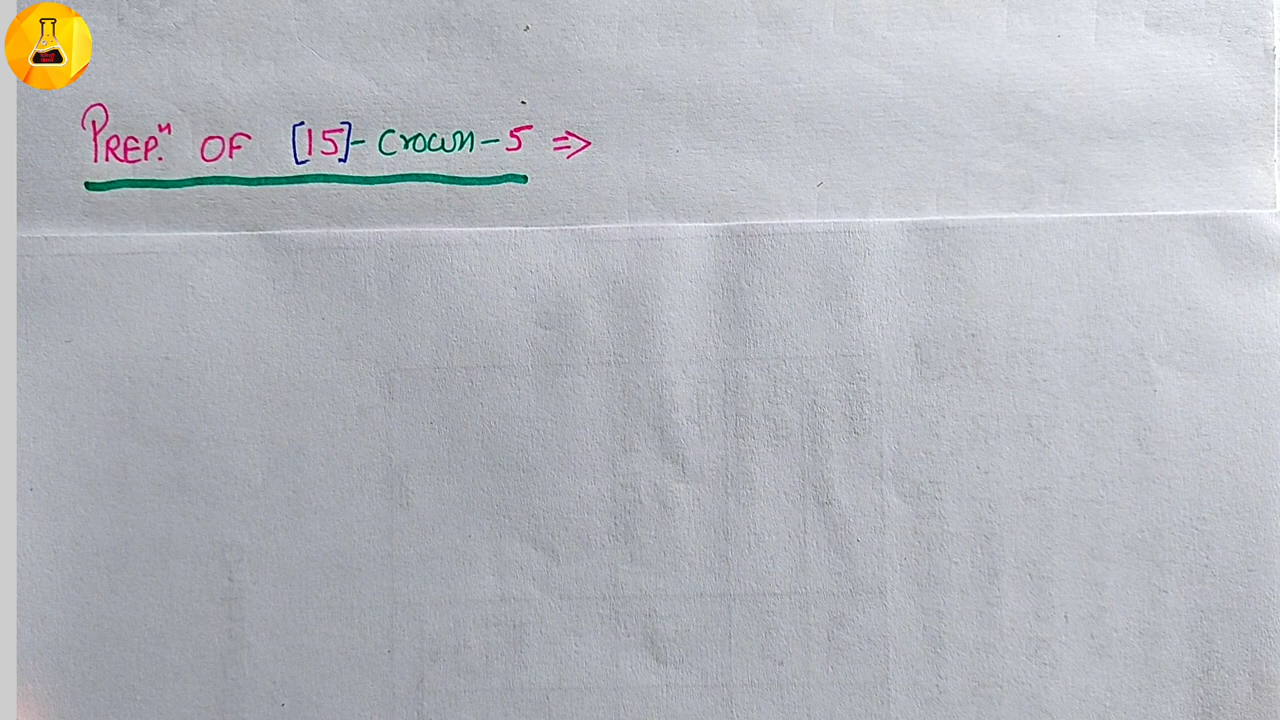 PREP.ⁿ OF [15]-Crown-5 ⇒